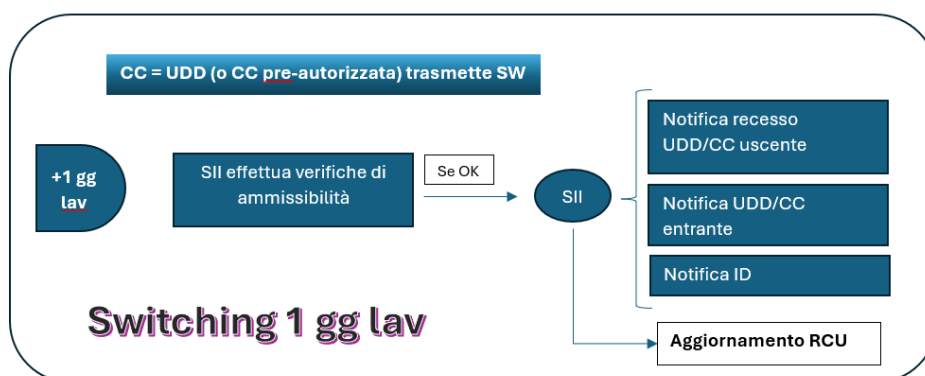 CC = UDD (o CC pre-autorizzata) trasmette SW
+1 gg
lav
SII effettua verifiche di
ammissibilità
Se OK
SII
Notifica recesso
UDD/CC uscente
Notifica UDD/CC
entrante
Notifica ID
Aggiornamento RCU
Switching 1 gg lav